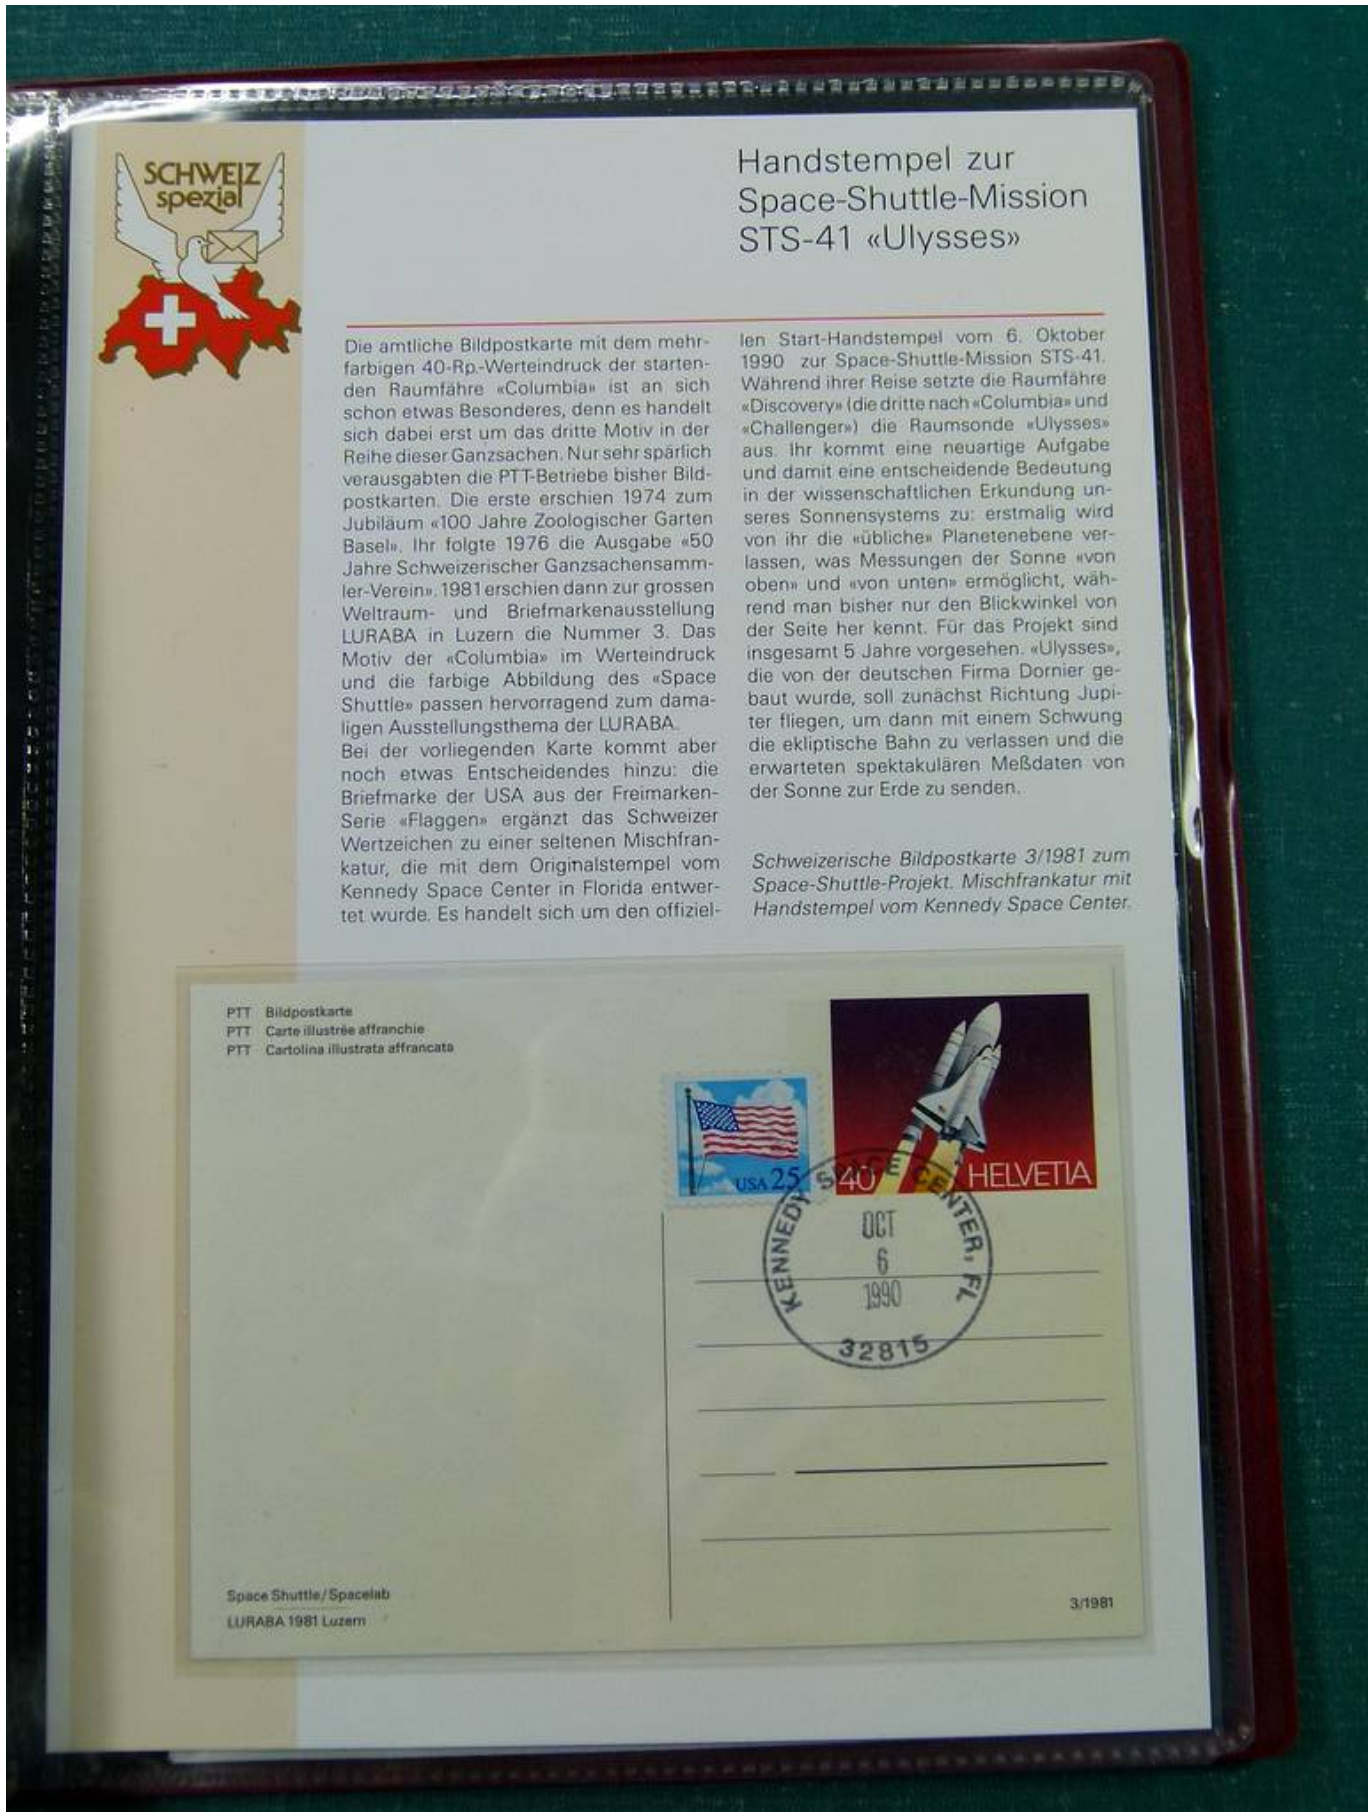 SCHWEIZ
spezial
Handstempel zur
Space-Shuttle-Mission
STS-41 «Ulysses»
Die amtliche Bildpostkarte mit dem mehr-
farbigen 40-Rp.-Werteindruck der starten-
den Raumfähre «Columbia» ist an sich
schon etwas Besonderes, denn es handelt
sich dabei erst um das dritte Motiv in der
Reihe dieser Ganzsachen. Nur sehr spärlich
verausgabten die PTT-Betriebe bisher Bild-
postkarten. Die erste erschien 1974 zum
Jubiläum «100 Jahre Zoologischer Garten
Basel». Ihr folgte 1976 die Ausgabe «50
Jahre Schweizerischer Ganzsachensamm-
ler-Verein». 1981 erschien dann zur grossen
Weltraum- und Briefmarkenausstellung
LURABA in Luzern die Nummer 3. Das
Motiv der «Columbia» im Werteindruck
und die farbige Abbildung des «Space
Shuttle» passen hervorragend zum dama-
ligen Ausstellungsthema der LURABA.
Bei der vorliegenden Karte kommt aber
noch etwas Entscheidendes hinzu: die
Briefmarke der USA aus der Freimarken-
Serie «Flaggen» ergänzt das Schweizer
Wertzeichen zu einer seltenen Mischfran-
katur, die mit dem Originalstempel vom
Kennedy Space Center in Florida entwer-
tet wurde. Es handelt sich um den offiziel-
len Start-Handstempel vom 6. Oktober
1990 zur Space-Shuttle-Mission STS-41.
Während ihrer Reise setzte die Raumfähre
«Discovery» (die dritte nach «Columbia» und
«Challenger») die Raumsonde «Ulysses»
aus. Ihr kommt eine neuartige Aufgabe
und damit eine entscheidende Bedeutung
in der wissenschaftlichen Erkundung un-
seres Sonnensystems zu: erstmalig wird
von ihr die «übliche» Planetenebene ver-
lassen, was Messungen der Sonne «von
oben» und «von unten» ermöglicht, wäh-
rend man bisher nur den Blickwinkel von
der Seite her kennt. Für das Projekt sind
insgesamt 5 Jahre vorgesehen. «Ulysses»,
die von der deutschen Firma Dornier ge-
baut wurde, soll zunächst Richtung Jupi-
ter fliegen, um dann mit einem Schwung
die ekliptische Bahn zu verlassen und die
erwarteten spektakulären Meßdaten von
der Sonne zur Erde zu senden.
Schweizerische Bildpostkarte 3/1981 zum
Space-Shuttle-Projekt. Mischfrankatur mit
Handstempel vom Kennedy Space Center.
PTT Bildpostkarte
PTT Carte illustrée affranchie
PTT Cartolina illustrata affrancata
USA 25
40 HELVETIA
KENNEDY SPACE CENTER, FL
OCT
6
1990
32815
Space Shuttle/Spacelab
LURABA 1981 Luzern
3/1981